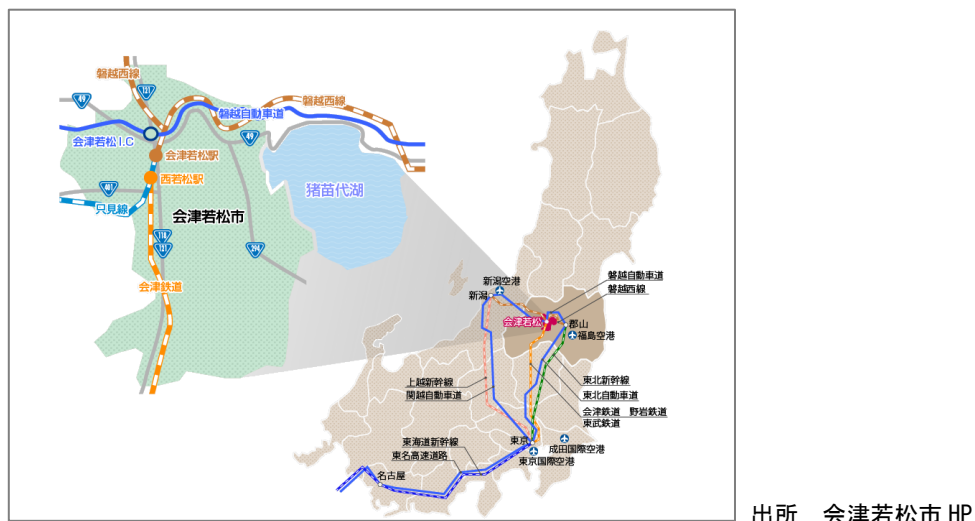 磐越西線
121
49
磐越西線
磐越自動車道
会津若松I.C
49
会津若松駅
401
西若松駅
猪苗代湖
只見線
会津若松市
118
121
294
会津鉄道
新潟空港
新潟
磐越自動車道
磐越西線
会津若松
郡山
福島空港
上越新幹線
関越自動車道
東北新幹線
東北自動車道
会津鉄道 野岩鉄道
東武鉄道
東京
成田国際空港
東京国際空港
東海道新幹線
東名高速道路
名古屋
出所 会津若松市HP